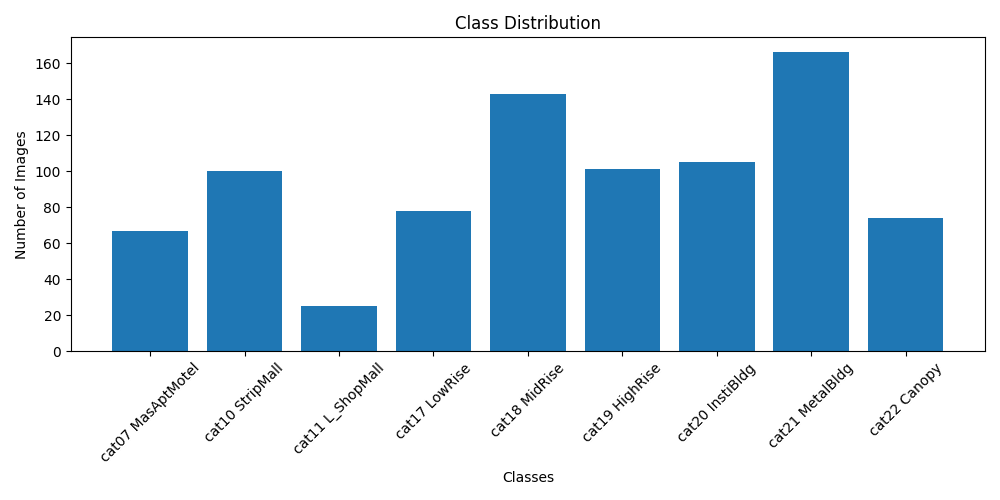 Class Distribution
Number of Images
160
140
120
100
80
60
40
20
0
cat07 MasAptMotel
cat10 StripMall
cat11 L_ShopMall
cat17 LowRise
cat18 MidRise
cat19 HighRise
cat20 InstiBldg
cat21 MetalBldg
cat22 Canopy
Classes